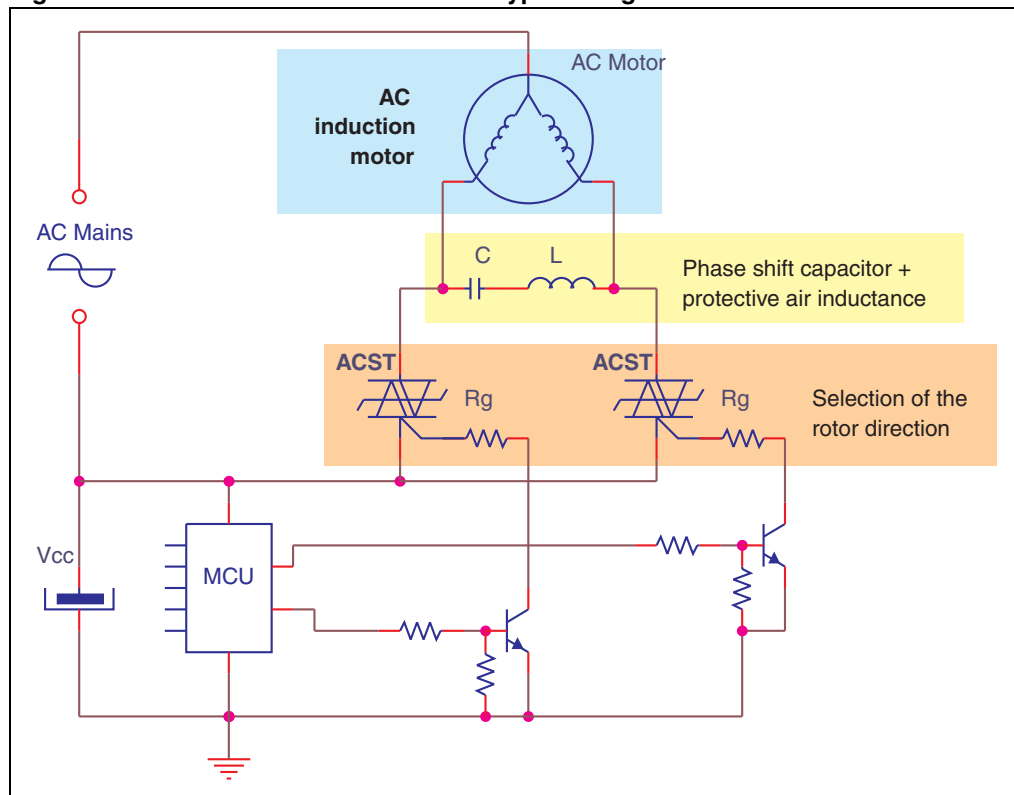 AC Motor
AC
induction
motor
AC Mains
C
L
Phase shift capacitor +
protective air inductance
ACST
Rg
ACST
Rg
Selection of the
rotor direction
Vcc
MCU